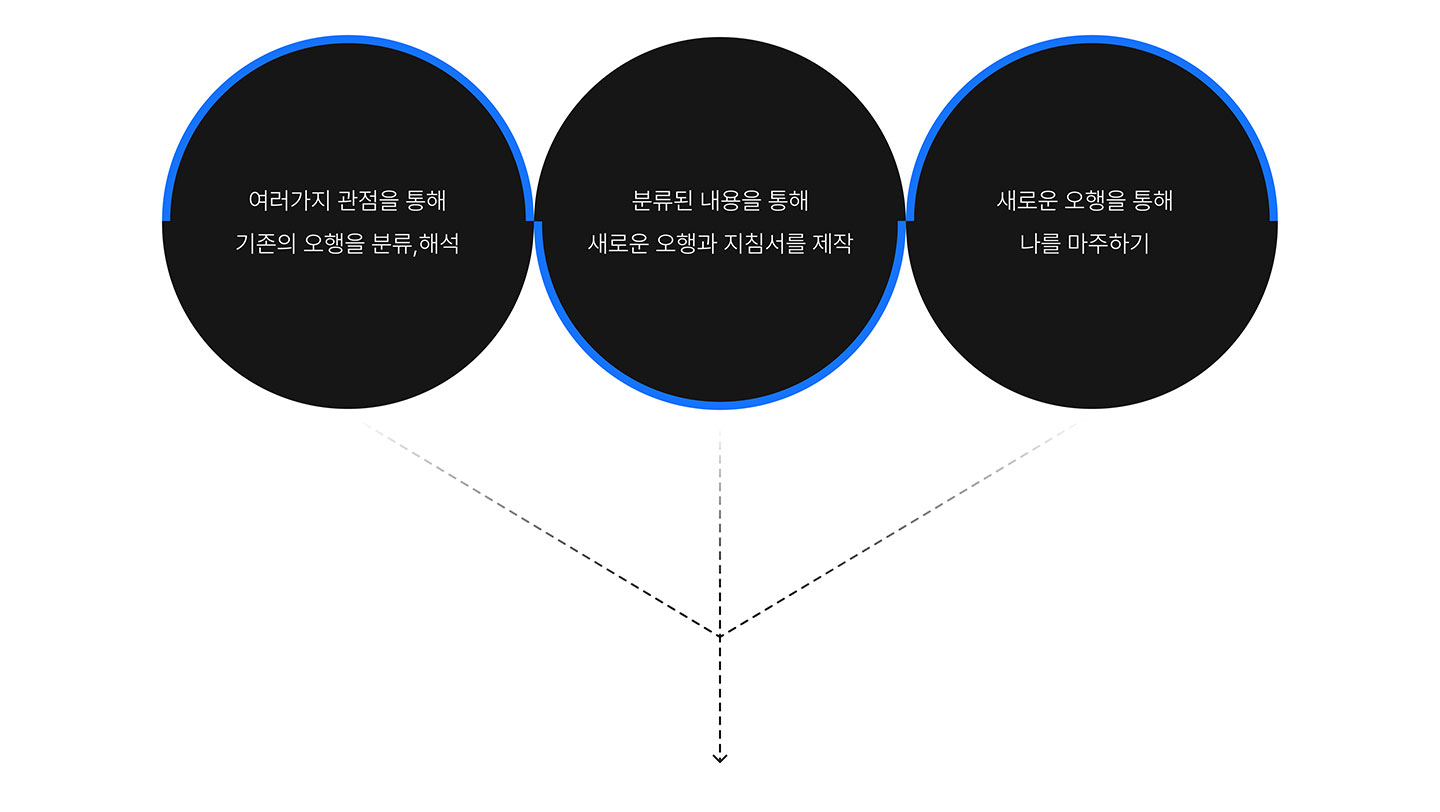 여러가지 관점을 통해
기존의 오행을 분류,해석
분류된 내용을 통해
새로운 오행과 지침서를 제작
새로운 오행을 통해
나를 마주하기